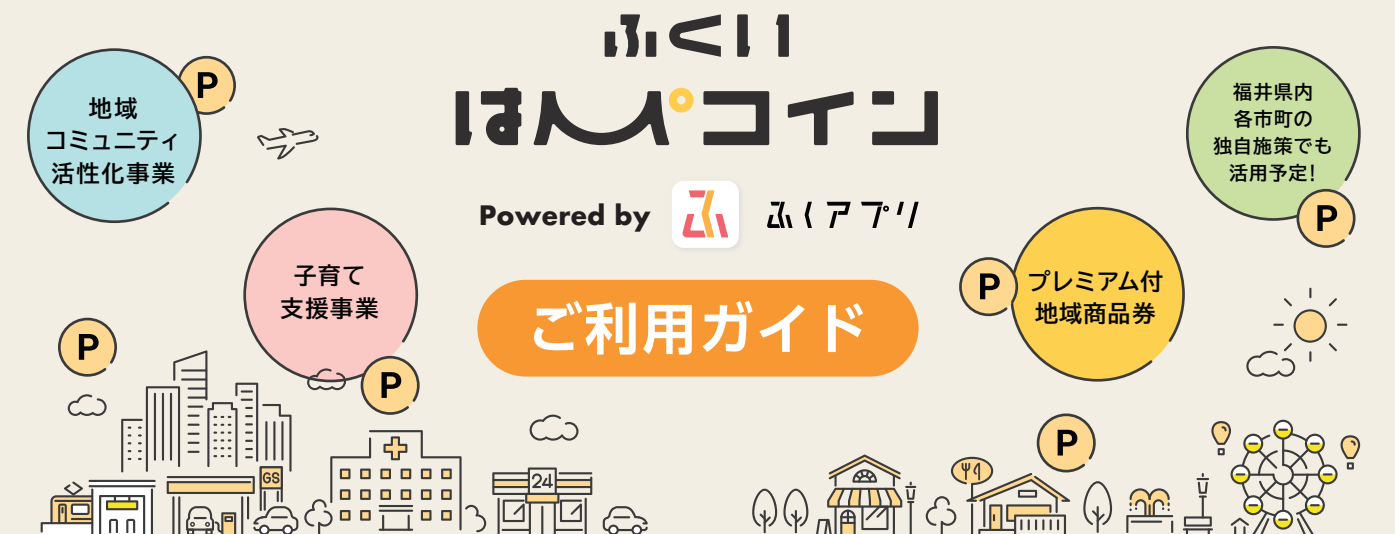 ふくい
はぴコイン
Powered by ふくアプリ
ご利用ガイド
地域
コミュニティ
活性化事業
P
子育て
支援事業
P
P
プレミアム付
地域商品券
P
福井県内
各市町の
独自施策でも
活用予定!
P
P
GS
24